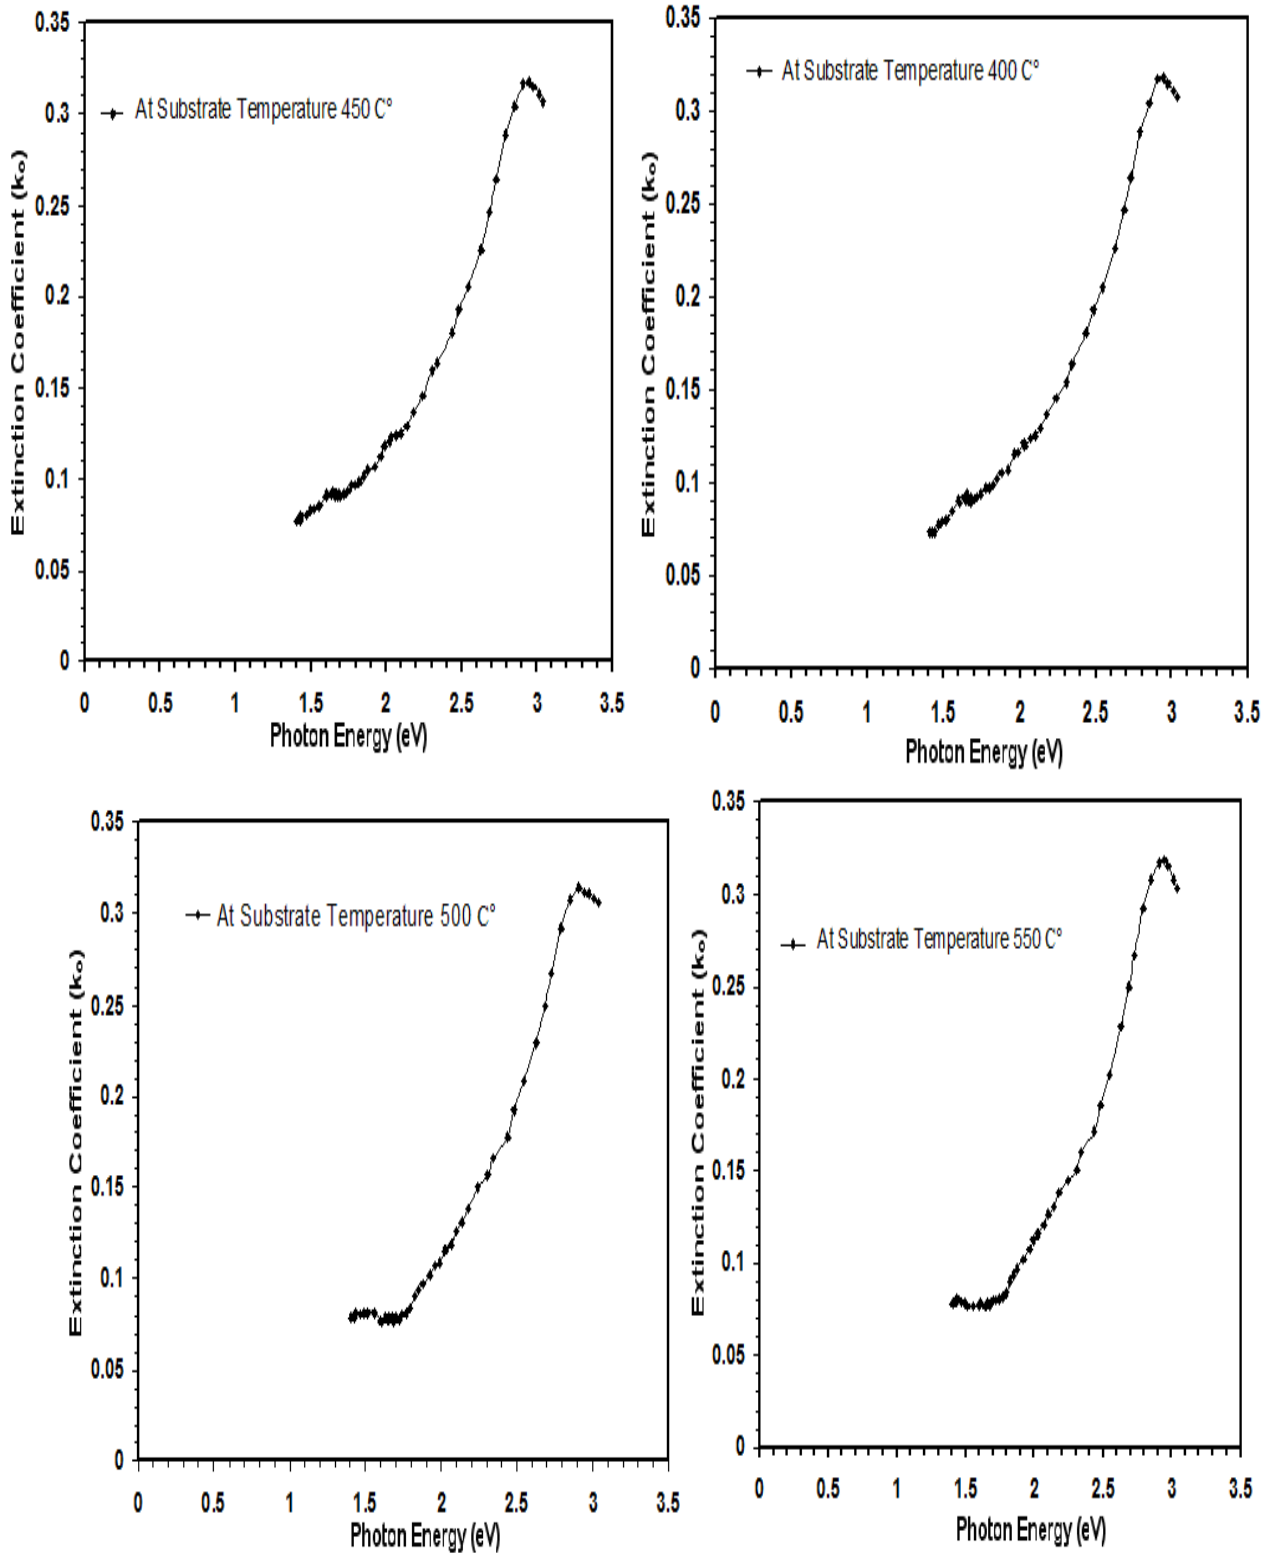 0.35
0.3
0.25
0.2
0.15
0.1
0.05
0
Extinction Coefficient (k₀)
At Substrate Temperature 450 C°
0 0.5 1 1.5 2 2.5 3 3.5
Photon Energy (eV)
0.35
0.3
0.25
0.2
0.15
0.1
0.05
0
Extinction Coefficient (k₀)
At Substrate Temperature 400 C°
0 0.5 1 1.5 2 2.5 3 3.5
Photon Energy (eV)
0.35
0.3
0.25
0.2
0.15
0.1
0.05
0
Extinction Coefficient (k₀)
At Substrate Temperature 500 C°
0 0.5 1 1.5 2 2.5 3 3.5
Photon Energy (eV)
0.35
0.3
0.25
0.2
0.15
0.1
0.05
0
Extinction Coefficient (k₀)
At Substrate Temperature 550 C°
0 0.5 1 1.5 2 2.5 3 3.5
Photon Energy (eV)